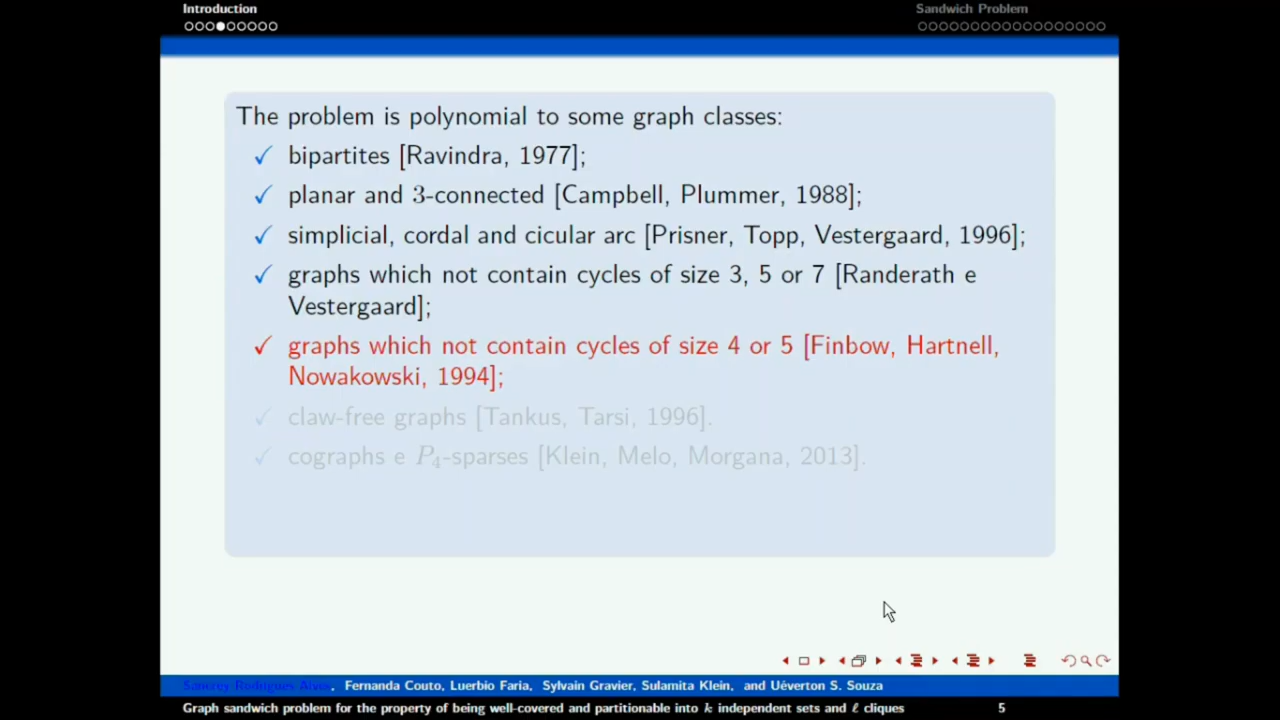 Introduction
Sandwich Problem
The problem is polynomial to some graph classes:
✓ bipartites [Ravindra, 1977];
✓ planar and 3-connected [Campbell, Plummer, 1988];
✓ simplicial, cordal and cicular arc [Prisner, Topp, Vestergaard, 1996];
✓ graphs which not contain cycles of size 3, 5 or 7 [Randerath e
Vestergaard];
✓ graphs which not contain cycles of size 4 or 5 [Finbow, Hartnell,
Nowakowski, 1994];
✓ claw-free graphs [Tankus, Tarsi, 1996].
✓ cographs e P₄-sparses [Klein, Melo, Morgana, 2013].
Rodrigues Alves, Fernanda Couto, Luerbio Faria, Sylvain Gravier, Sulamita Klein, and Uéverton S. Souza
Graph sandwich problem for the property of being well-covered and partitionable into k independent sets and ℓ cliques 5